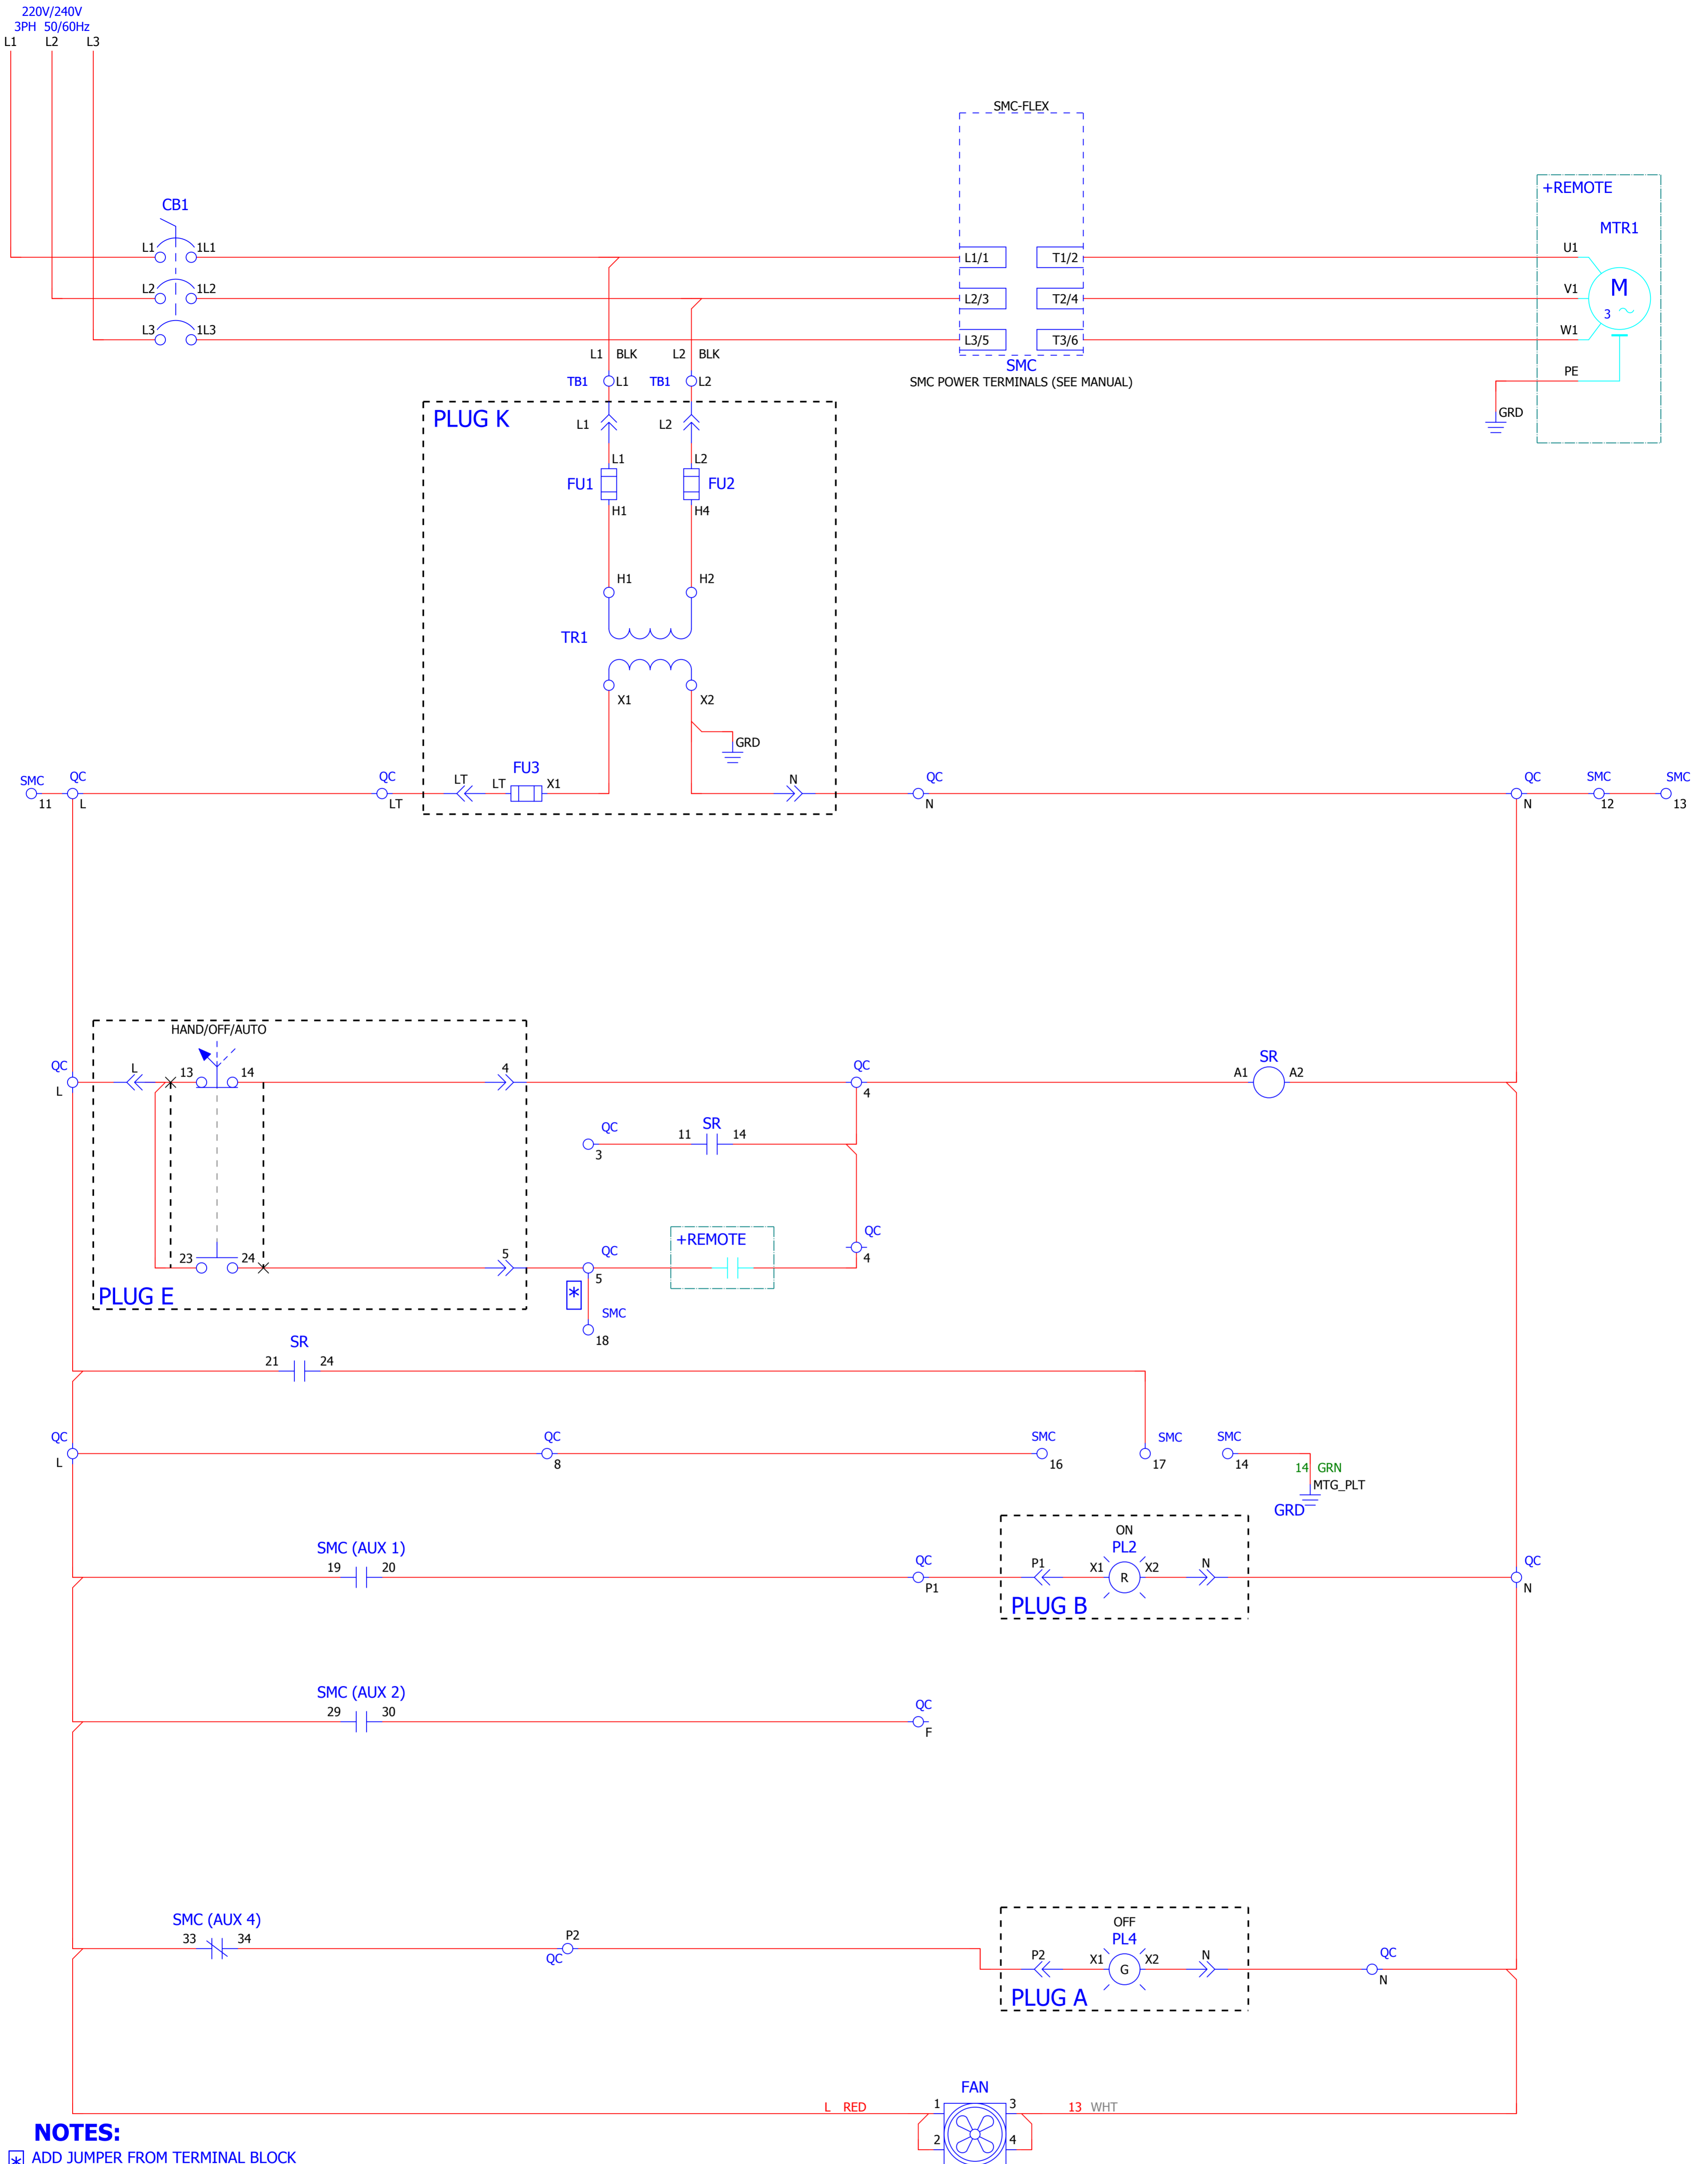 220V/240V
3PH 50/60Hz
L1 L2 L3
SMC-FLEX
+REMOTE
CB1
MTR1
L1 1L1 L1/1 T1/2 U1
L2 1L2 L2/3 T2/4 V1
M
3
L3 1L3 L3/5 T3/6 W1
L1 BLK L2 BLK
SMC
SMC POWER TERMINALS (SEE MANUAL)
PE
TB1 L1 TB1 L2
GRD
PLUG K
L1 L2
L1 L2
FU1 FU2
H1 H4
H1 H2
TR1
X1 X2
GRD
SMC QC QC LT LT FU3 X1 N QC QC SMC SMC
11 L LT N N 12 13
HAND/OFF/AUTO
QC L 13 14 4 QC A1 SR A2
L 4
QC 11 SR 14
3
+REMOTE QC
23 24 5 QC 4
5
PLUG E
*
SMC
18
SR
21 24
QC QC SMC SMC SMC
L 8 16 17 14
14 GRN
MTG_PLT
GRD
ON
SMC (AUX 1) PL2
19 20 QC P1 X1 R X2 N QC
P1 N
PLUG B
SMC (AUX 2)
29 30 QC
F
SMC (AUX 4) OFF
33 34 P2 PL4
QC
P2 X1 G X2 N QC
N
PLUG A
FAN
L RED 1 3 13 WHT
2 4
NOTES:
* ADD JUMPER FROM TERMINAL BLOCK